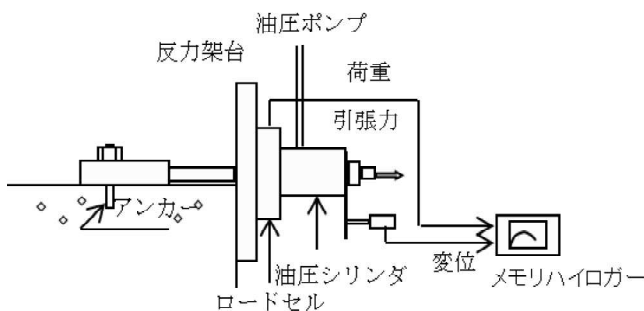 油圧ポンプ
反力架台
荷重
引張力
アンカー
油圧シリンダ
変位
メモリハイロガー
ロードセル